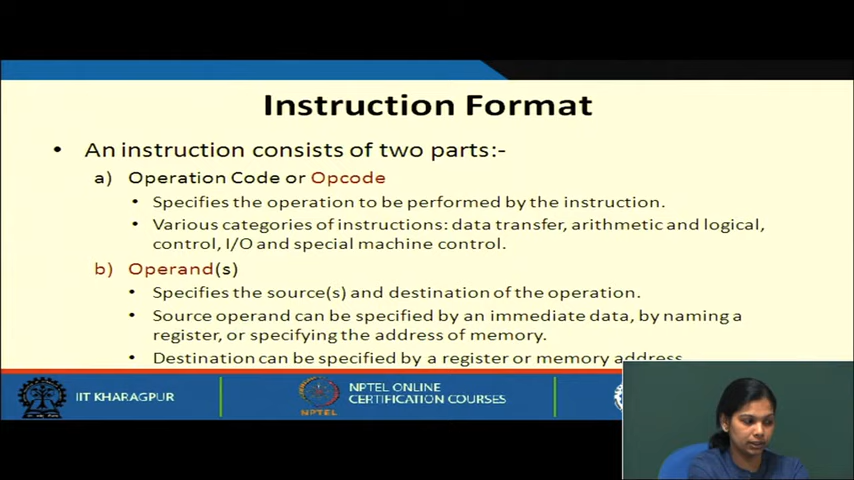 Instruction Format
• An instruction consists of two parts:-
a) Operation Code or Opcode
• Specifies the operation to be performed by the instruction.
• Various categories of instructions: data transfer, arithmetic and logical,
control, I/O and special machine control.
b) Operand(s)
• Specifies the source(s) and destination of the operation.
• Source operand can be specified by an immediate data, by naming a
register, or specifying the address of memory.
• Destination can be specified by a register or memory address.
IIT KHARAGPUR
NPTEL
NPTEL ONLINE
CERTIFICATION COURSES